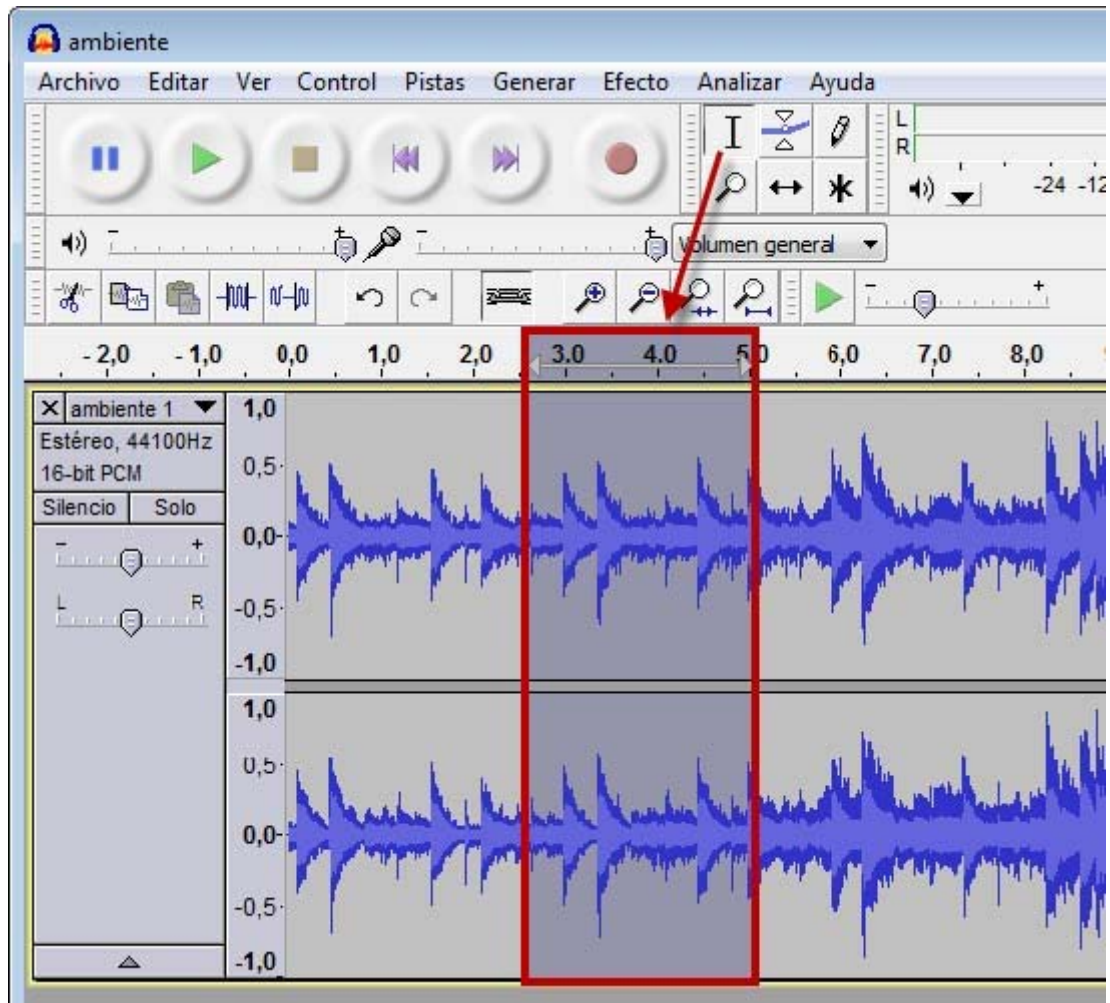 ambiente
Archivo Editar Ver Control Pistas Generar Efecto Analizar Ayuda
L
R
-24 -12
- +
- +
Volumen general
- +
- 2,0 - 1,0 0,0 1,0 2,0 3,0 4,0 5,0 6,0 7,0 8,0
ambiente 1
Estéreo, 44100Hz
16-bit PCM
Silencio Solo
- +
L R
1,0
0,5
0,0
-0,5
-1,0
1,0
0,5
0,0
-0,5
-1,0